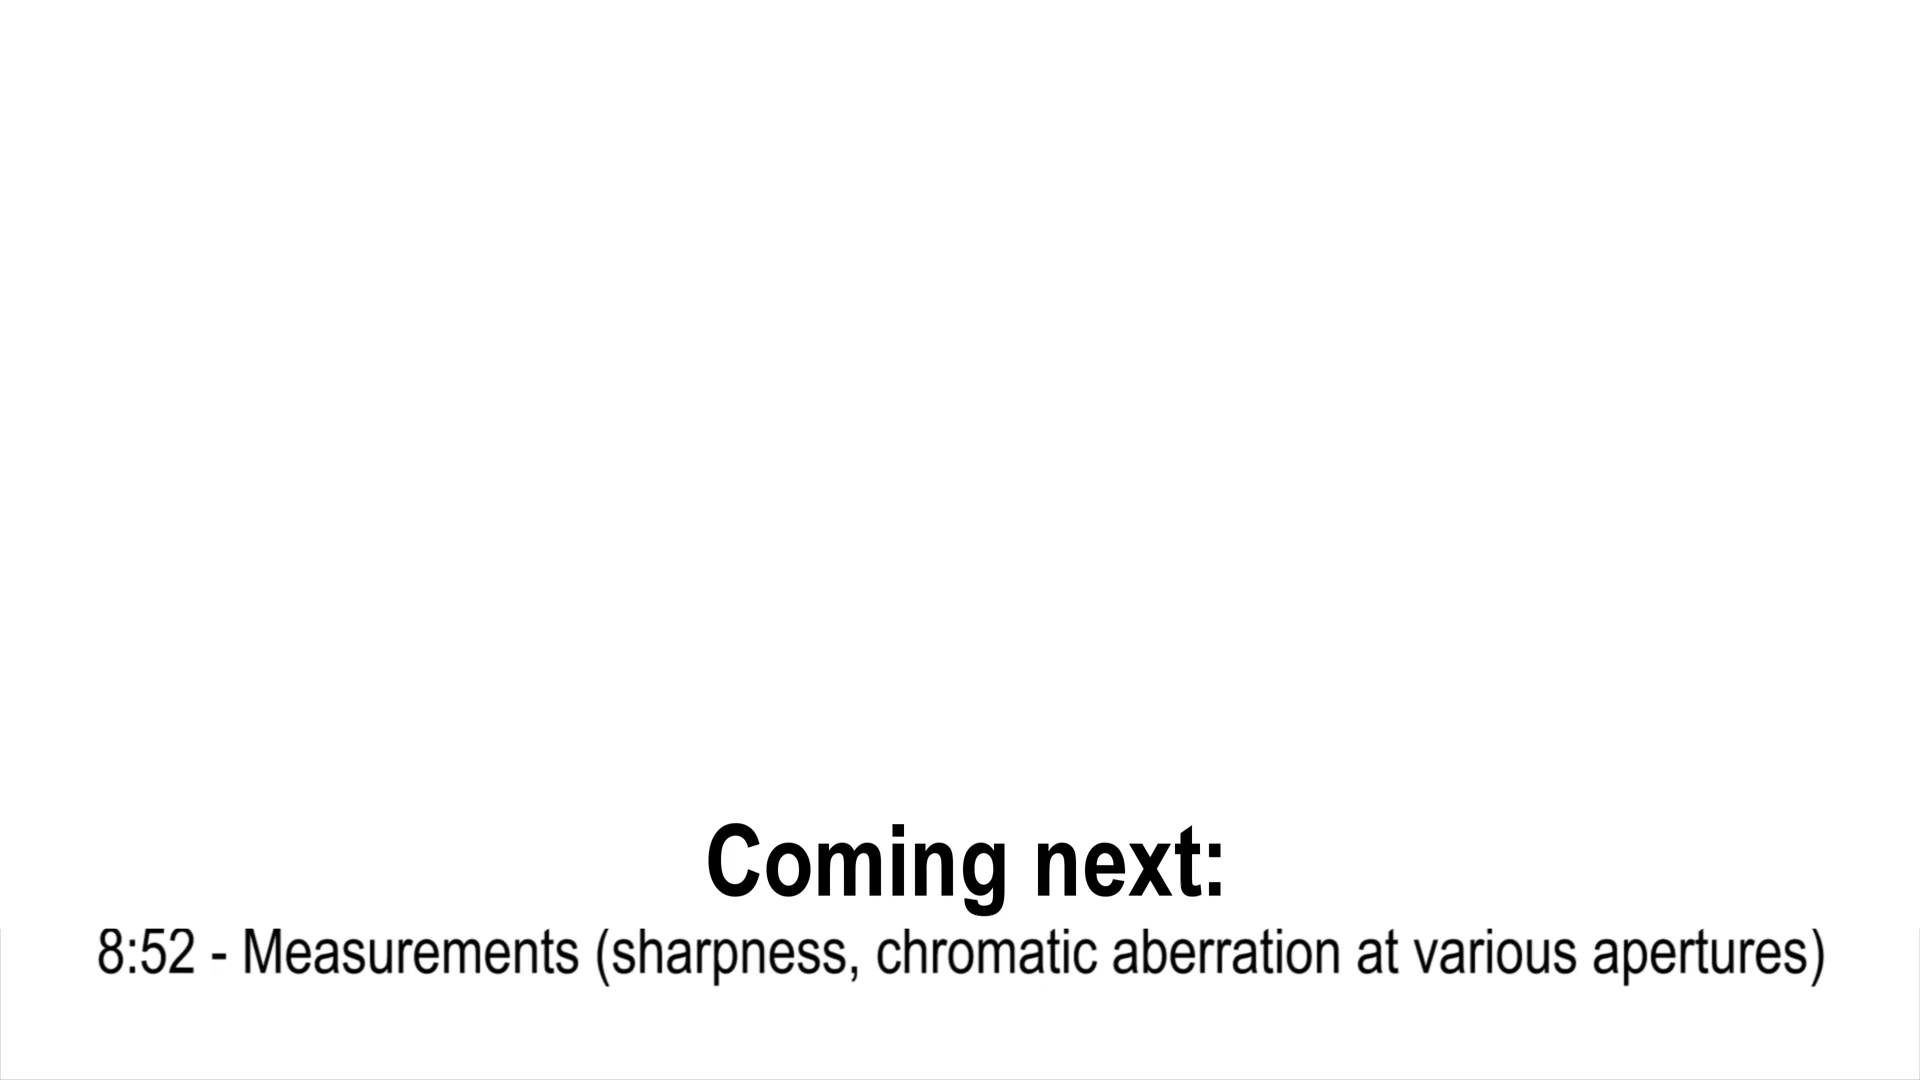 Coming next:
8:52 - Measurements (sharpness, chromatic aberration at various apertures)